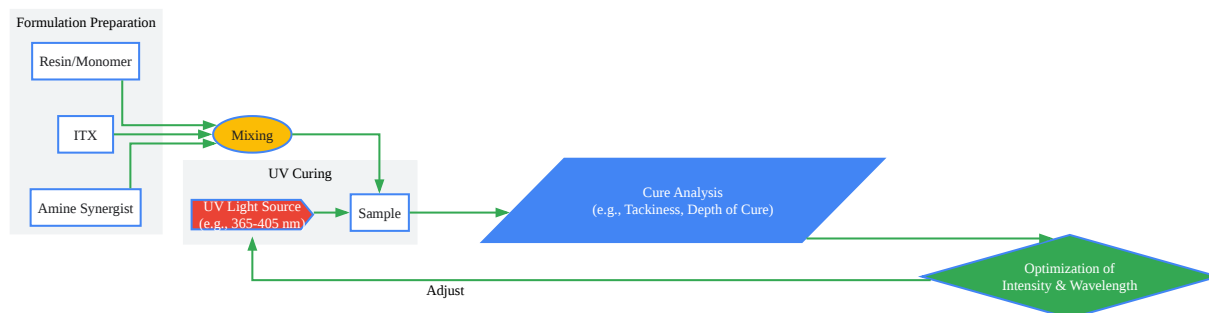 Formulation Preparation
Resin/Monomer
ITX
Amine Synergist
Mixing
UV Curing
UV Light Source
(e.g., 365-405 nm)
Sample
Cure Analysis
(e.g., Tackiness, Depth of Cure)
Optimization of
Intensity & Wavelength
Adjust